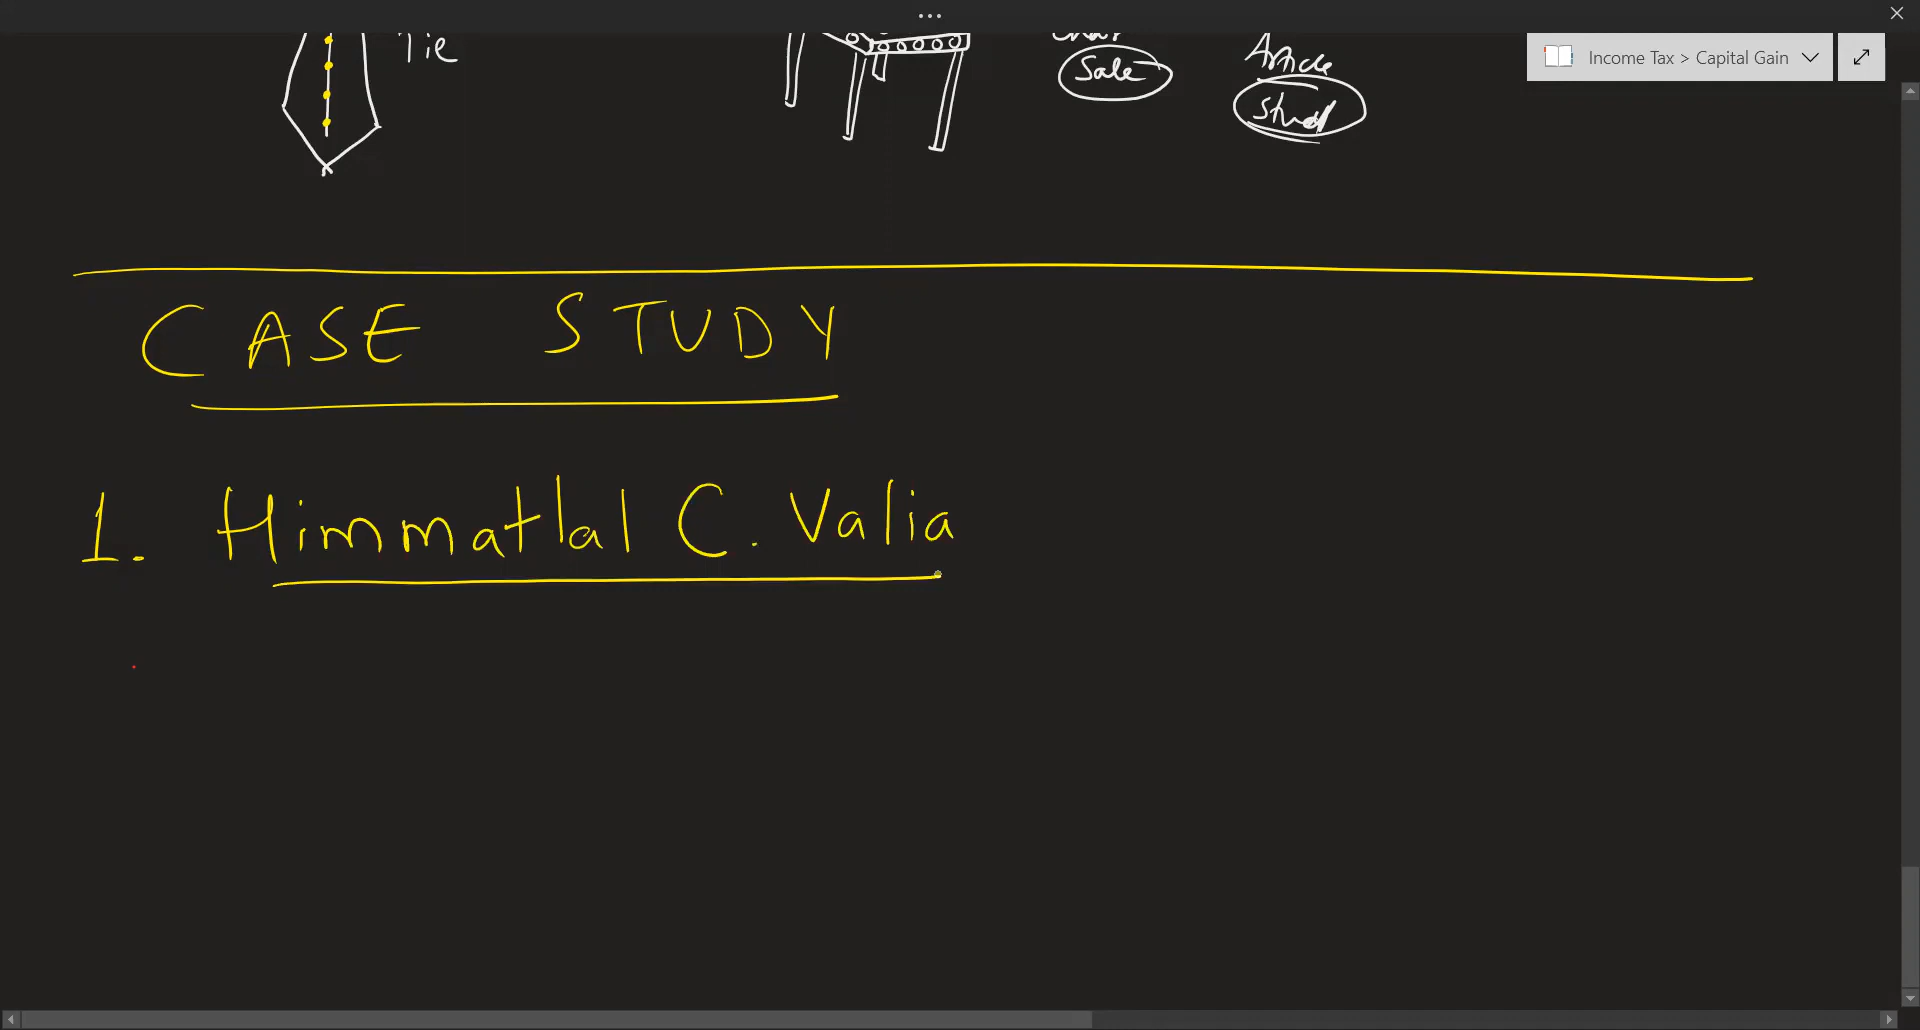 Tie
Sale
Article
Income Tax > Capital Gain
CASE STUDY
1. Himmatlal C. Valia